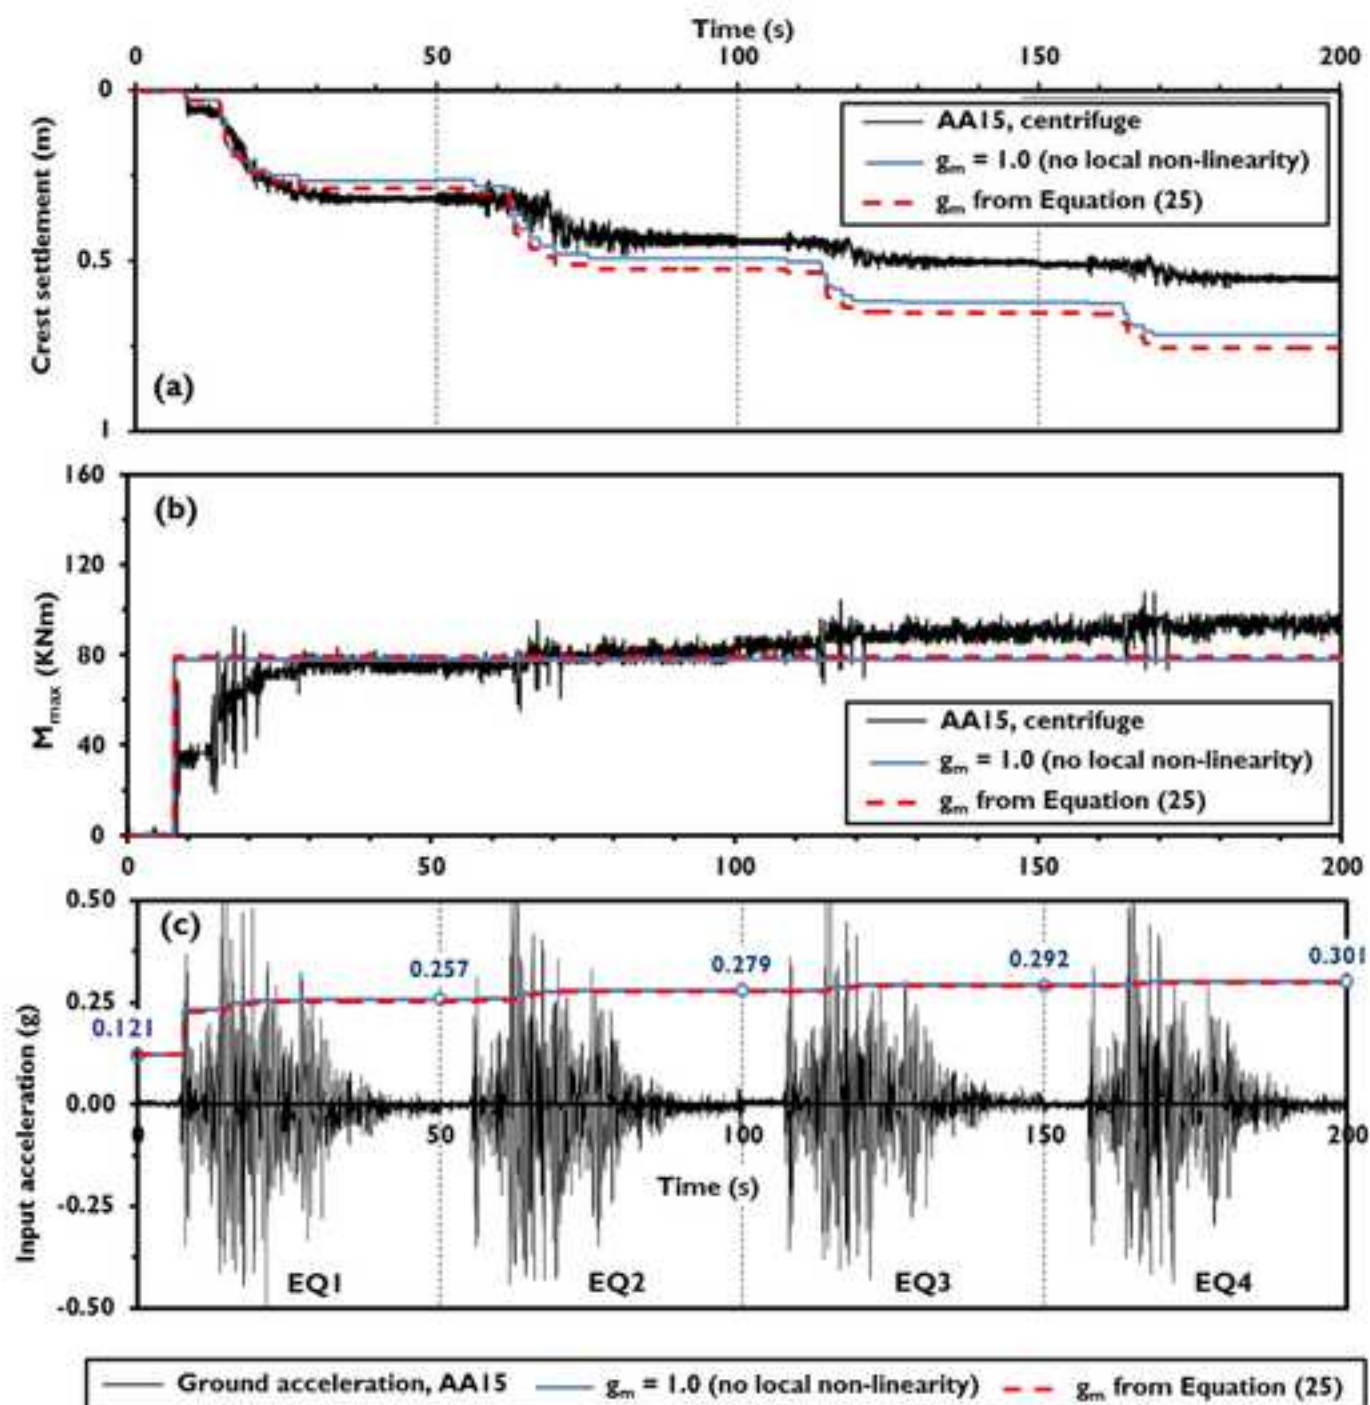 Time (s)
0 50 100 150 200
0
0.5
1
Crest settlement (m)
AA15, centrifuge
gₘ = 1.0 (no local non-linearity)
gₘ from Equation (25)
(a)
160
120
80
40
0
Mₘₐₓ (KNm)
(b)
AA15, centrifuge
gₘ = 1.0 (no local non-linearity)
gₘ from Equation (25)
0 50 100 150 200
0.50
0.25
0.00
-0.25
-0.50
Input acceleration (g)
(c)
0.121
0.257
0.279
0.292
0.301
0 50 100 150 200
Time (s)
EQ1 EQ2 EQ3 EQ4
Ground acceleration, AA15 gₘ = 1.0 (no local non-linearity) gₘ from Equation (25)